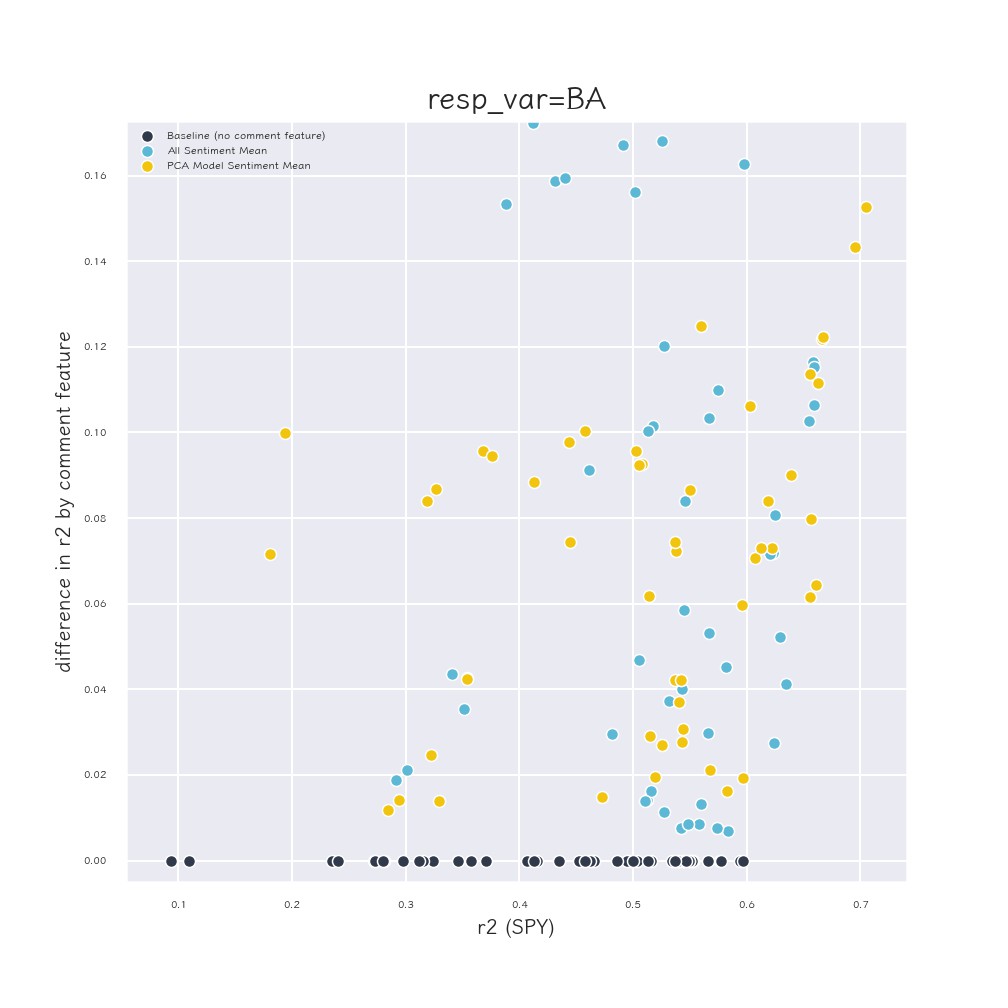 resp_var=BA
Baseline (no comment feature)
All Sentiment Mean
PCA Model Sentiment Mean
difference in r2 by comment feature
0.16
0.14
0.12
0.10
0.08
0.06
0.04
0.02
0.00
0.1 0.2 0.3 0.4 0.5 0.6 0.7
r2 (SPY)